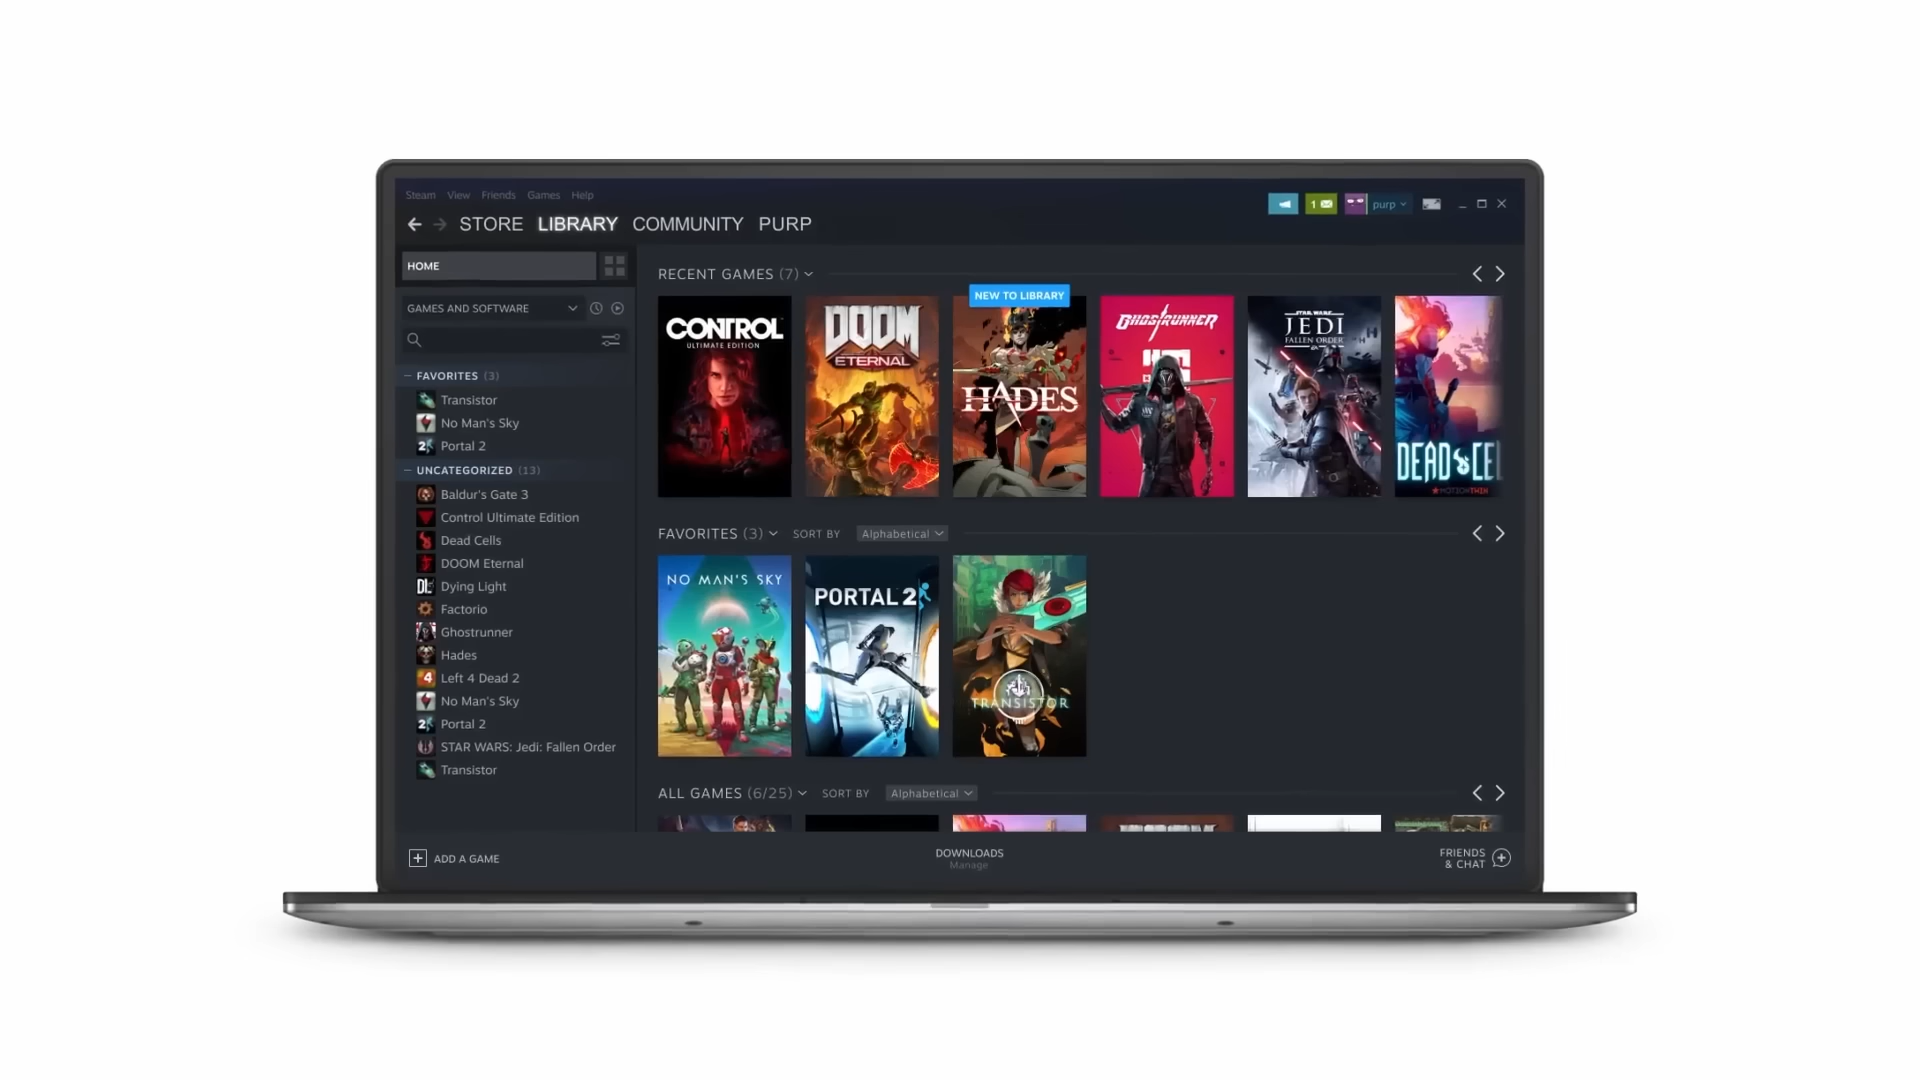 Steam View Friends Games Help
1
purp
STORE LIBRARY COMMUNITY PURP
HOME
GAMES AND SOFTWARE
FAVORITES (3)
Transistor
No Man's Sky
Portal 2
UNCATEGORIZED (13)
Baldur's Gate 3
Control Ultimate Edition
Dead Cells
DOOM Eternal
Dying Light
Factorio
Ghostrunner
Hades
Left 4 Dead 2
No Man's Sky
Portal 2
STAR WARS: Jedi: Fallen Order
Transistor
ADD A GAME
RECENT GAMES (7)
NEW TO LIBRARY
CONTROL
ULTIMATE EDITION
DOOM
ETERNAL
HADES
GHOSTRUNNER
STAR WARS
JEDI
FALLEN ORDER
DEAD CEL
MOTION TWIN
FAVORITES (3) SORT BY Alphabetical
NO MAN'S SKY
PORTAL 2
TRANSISTOR
ALL GAMES (6/25) SORT BY Alphabetical
DOWNLOADS
Manage
FRIENDS
& CHAT